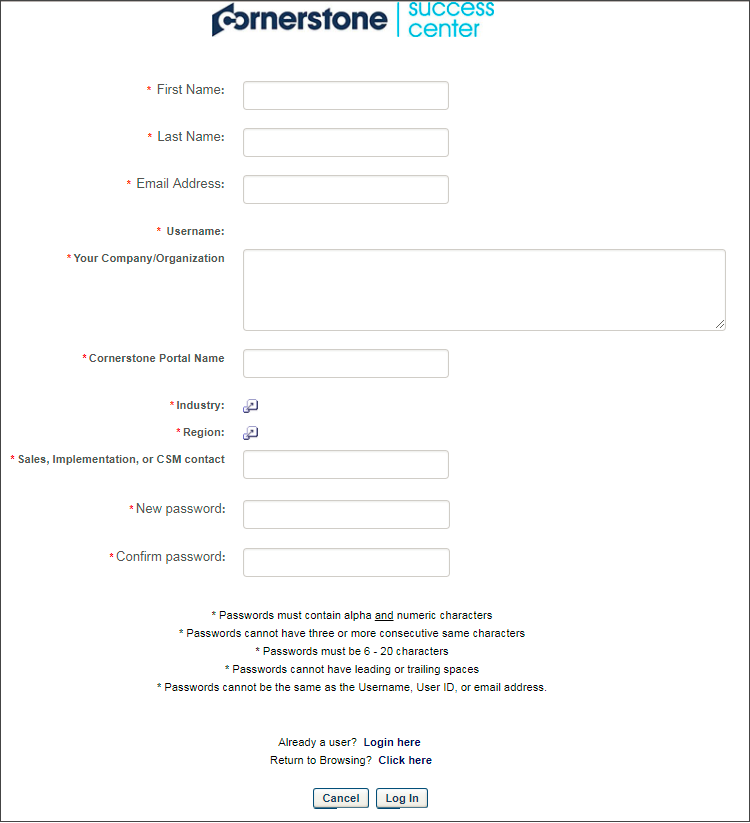 cornerstone
success
center
* First Name:
* Last Name:
* Email Address:
* Username:
* Your Company/Organization
* Cornerstone Portal Name
* Industry:
* Region:
* Sales, Implementation, or CSM contact
* New password:
* Confirm password:
* Passwords must contain alpha and numeric characters
* Passwords cannot have three or more consecutive same characters
* Passwords must be 6 - 20 characters
* Passwords cannot have leading or trailing spaces
* Passwords cannot be the same as the Username, User ID, or email address.
Already a user? Login here
Return to Browsing? Click here
Cancel Log In